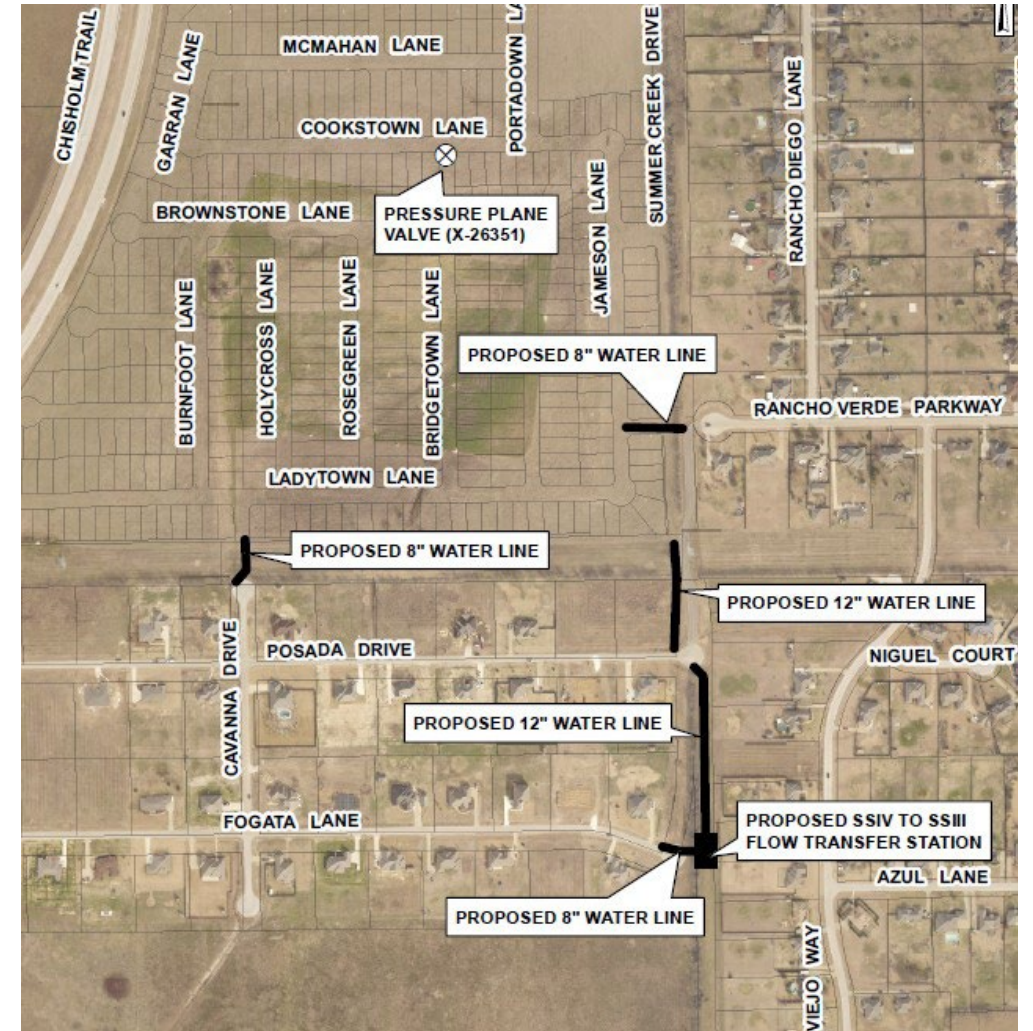 MCMAHAN LANE
CHISHOLM TRAIL
GARRAN LANE
COOKSTOWN LANE
SUMMER CREEK DRIVE
RANCHO DIEGO LANE
PRESSURE PLANE
VALVE (X-26351)
BROWNSTONE LANE
JAMESON LANE
BURNFOOT LANE
HOLYCROSS LANE
ROSEGREEN LANE
BRIDGETOWN LANE
PROPOSED 8" WATER LINE
RANCHO VERDE PARKWAY
LADYTOWN LANE
PROPOSED 8" WATER LINE
PROPOSED 12" WATER LINE
CAVANNA DRIVE
POSADA DRIVE
NIGUEL COURT
PROPOSED 12" WATER LINE
FOGATA LANE
PROPOSED SSIV TO SSIII
FLOW TRANSFER STATION
AZUL LANE
PROPOSED 8" WATER LINE
VIEJO WAY
PORTADOWN LA